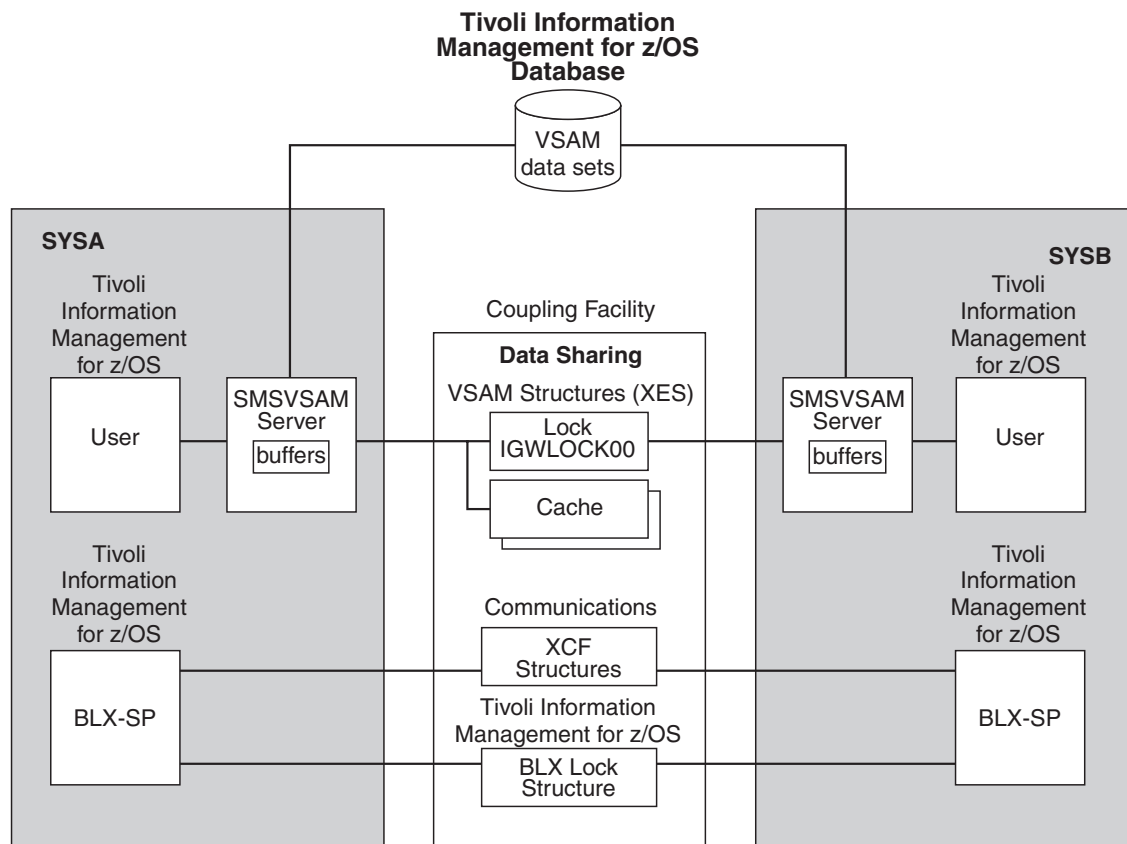 Tivoli Information
Management for z/OS
Database
VSAM
data sets
SYSA
Tivoli
Information
Management
for z/OS
User
SMSVSAM
Server
buffers
Coupling Facility
Data Sharing
VSAM Structures (XES)
Lock
IGWLOCK00
Cache
SYSB
Tivoli
Information
Management
for z/OS
SMSVSAM
Server
buffers
User
Tivoli
Information
Management
for z/OS
BLX-SP
Communications
XCF
Structures
Tivoli Information
Management for z/OS
BLX Lock
Structure
Tivoli
Information
Management
for z/OS
BLX-SP